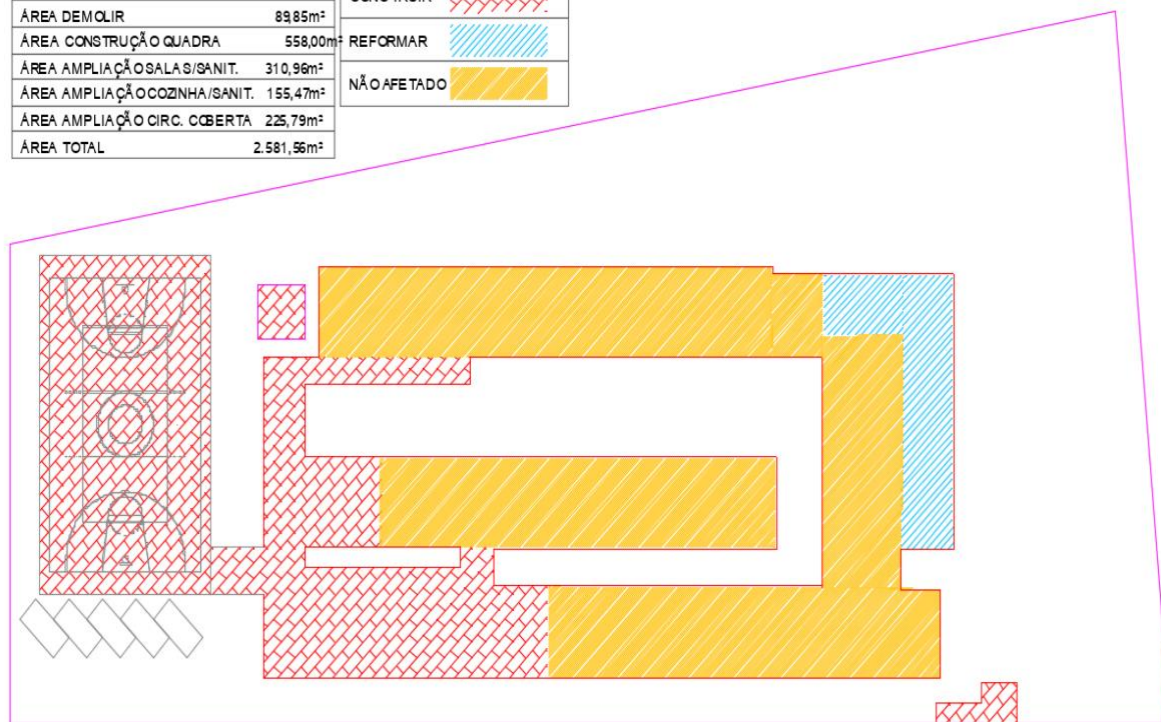 ÁREA DEMOLIR 89,85m²
ÁREA CONSTRUÇÃO QUADRA 558,00m²
ÁREA AMPLIAÇÃO SALAS/SANIT. 310,96m²
ÁREA AMPLIAÇÃO COZINHA/SANIT. 155,47m²
ÁREA AMPLIAÇÃO CIRC. COBERTA 225,79m²
ÁREA TOTAL 2.581,56m²
REFORMAR
NÃO AFETADO